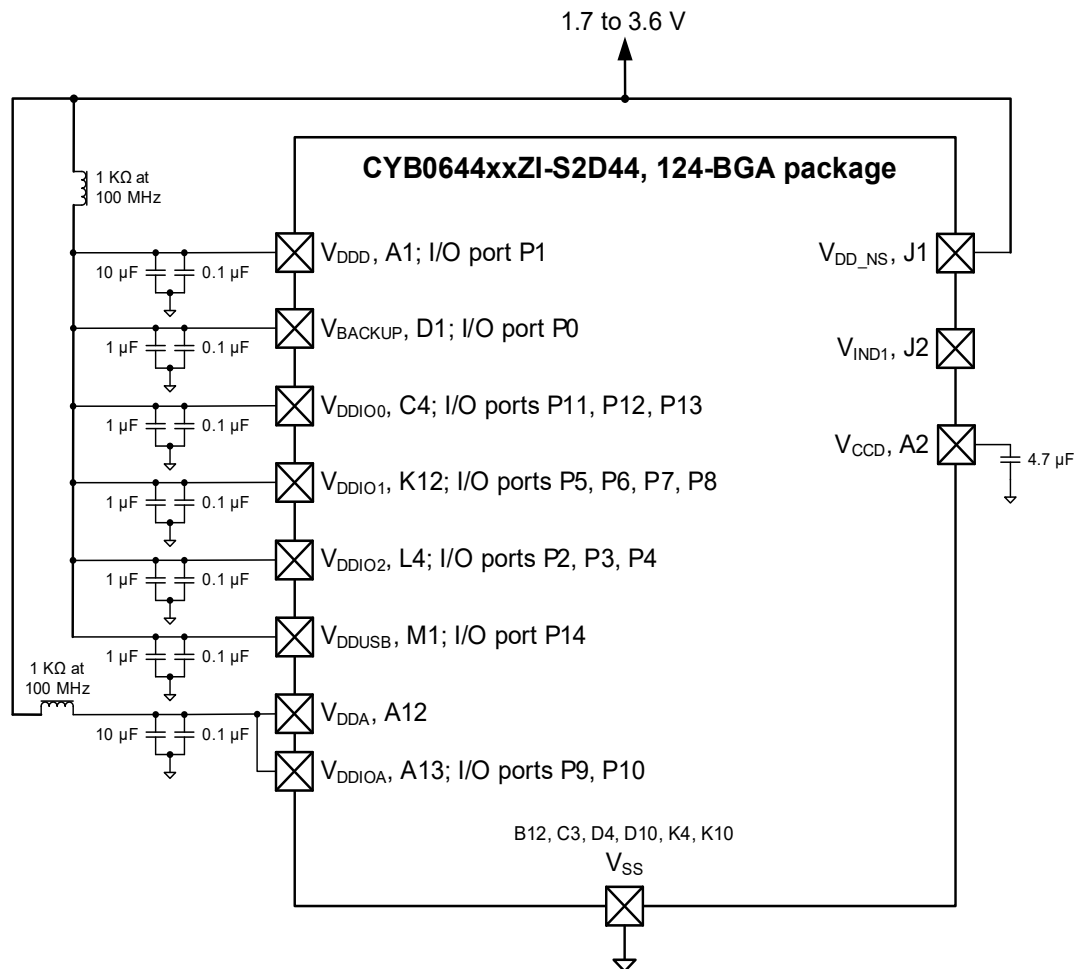 1.7 to 3.6 V
CYB0644xxZI-S2D44, 124-BGA package
1 KΩ at
100 MHz
VDDD, A1; I/O port P1
VDD_NS, J1
10 µF
0.1 µF
VBACKUP, D1; I/O port P0
1 µF
0.1 µF
VIND1, J2
VDDIO0, C4; I/O ports P11, P12, P13
1 µF
0.1 µF
VCCD, A2
4.7 µF
VDDIO1, K12; I/O ports P5, P6, P7, P8
1 µF
0.1 µF
VDDIO2, L4; I/O ports P2, P3, P4
1 µF
0.1 µF
VDDUSB, M1; I/O port P14
1 µF
0.1 µF
1 KΩ at
100 MHz
VDDA, A12
10 µF
0.1 µF
VDDIOA, A13; I/O ports P9, P10
B12, C3, D4, D10, K4, K10
VSS